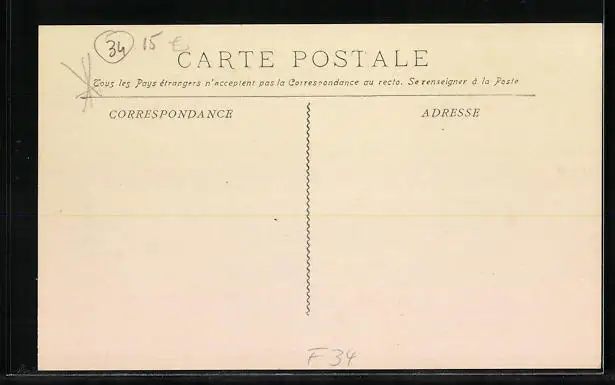 34 15 €
CARTE POSTALE
Tous les Pays étrangers n'acceptent pas la Correspondance au recto. Se renseigner à la Poste
CORRESPONDANCE
ADRESSE
F 34